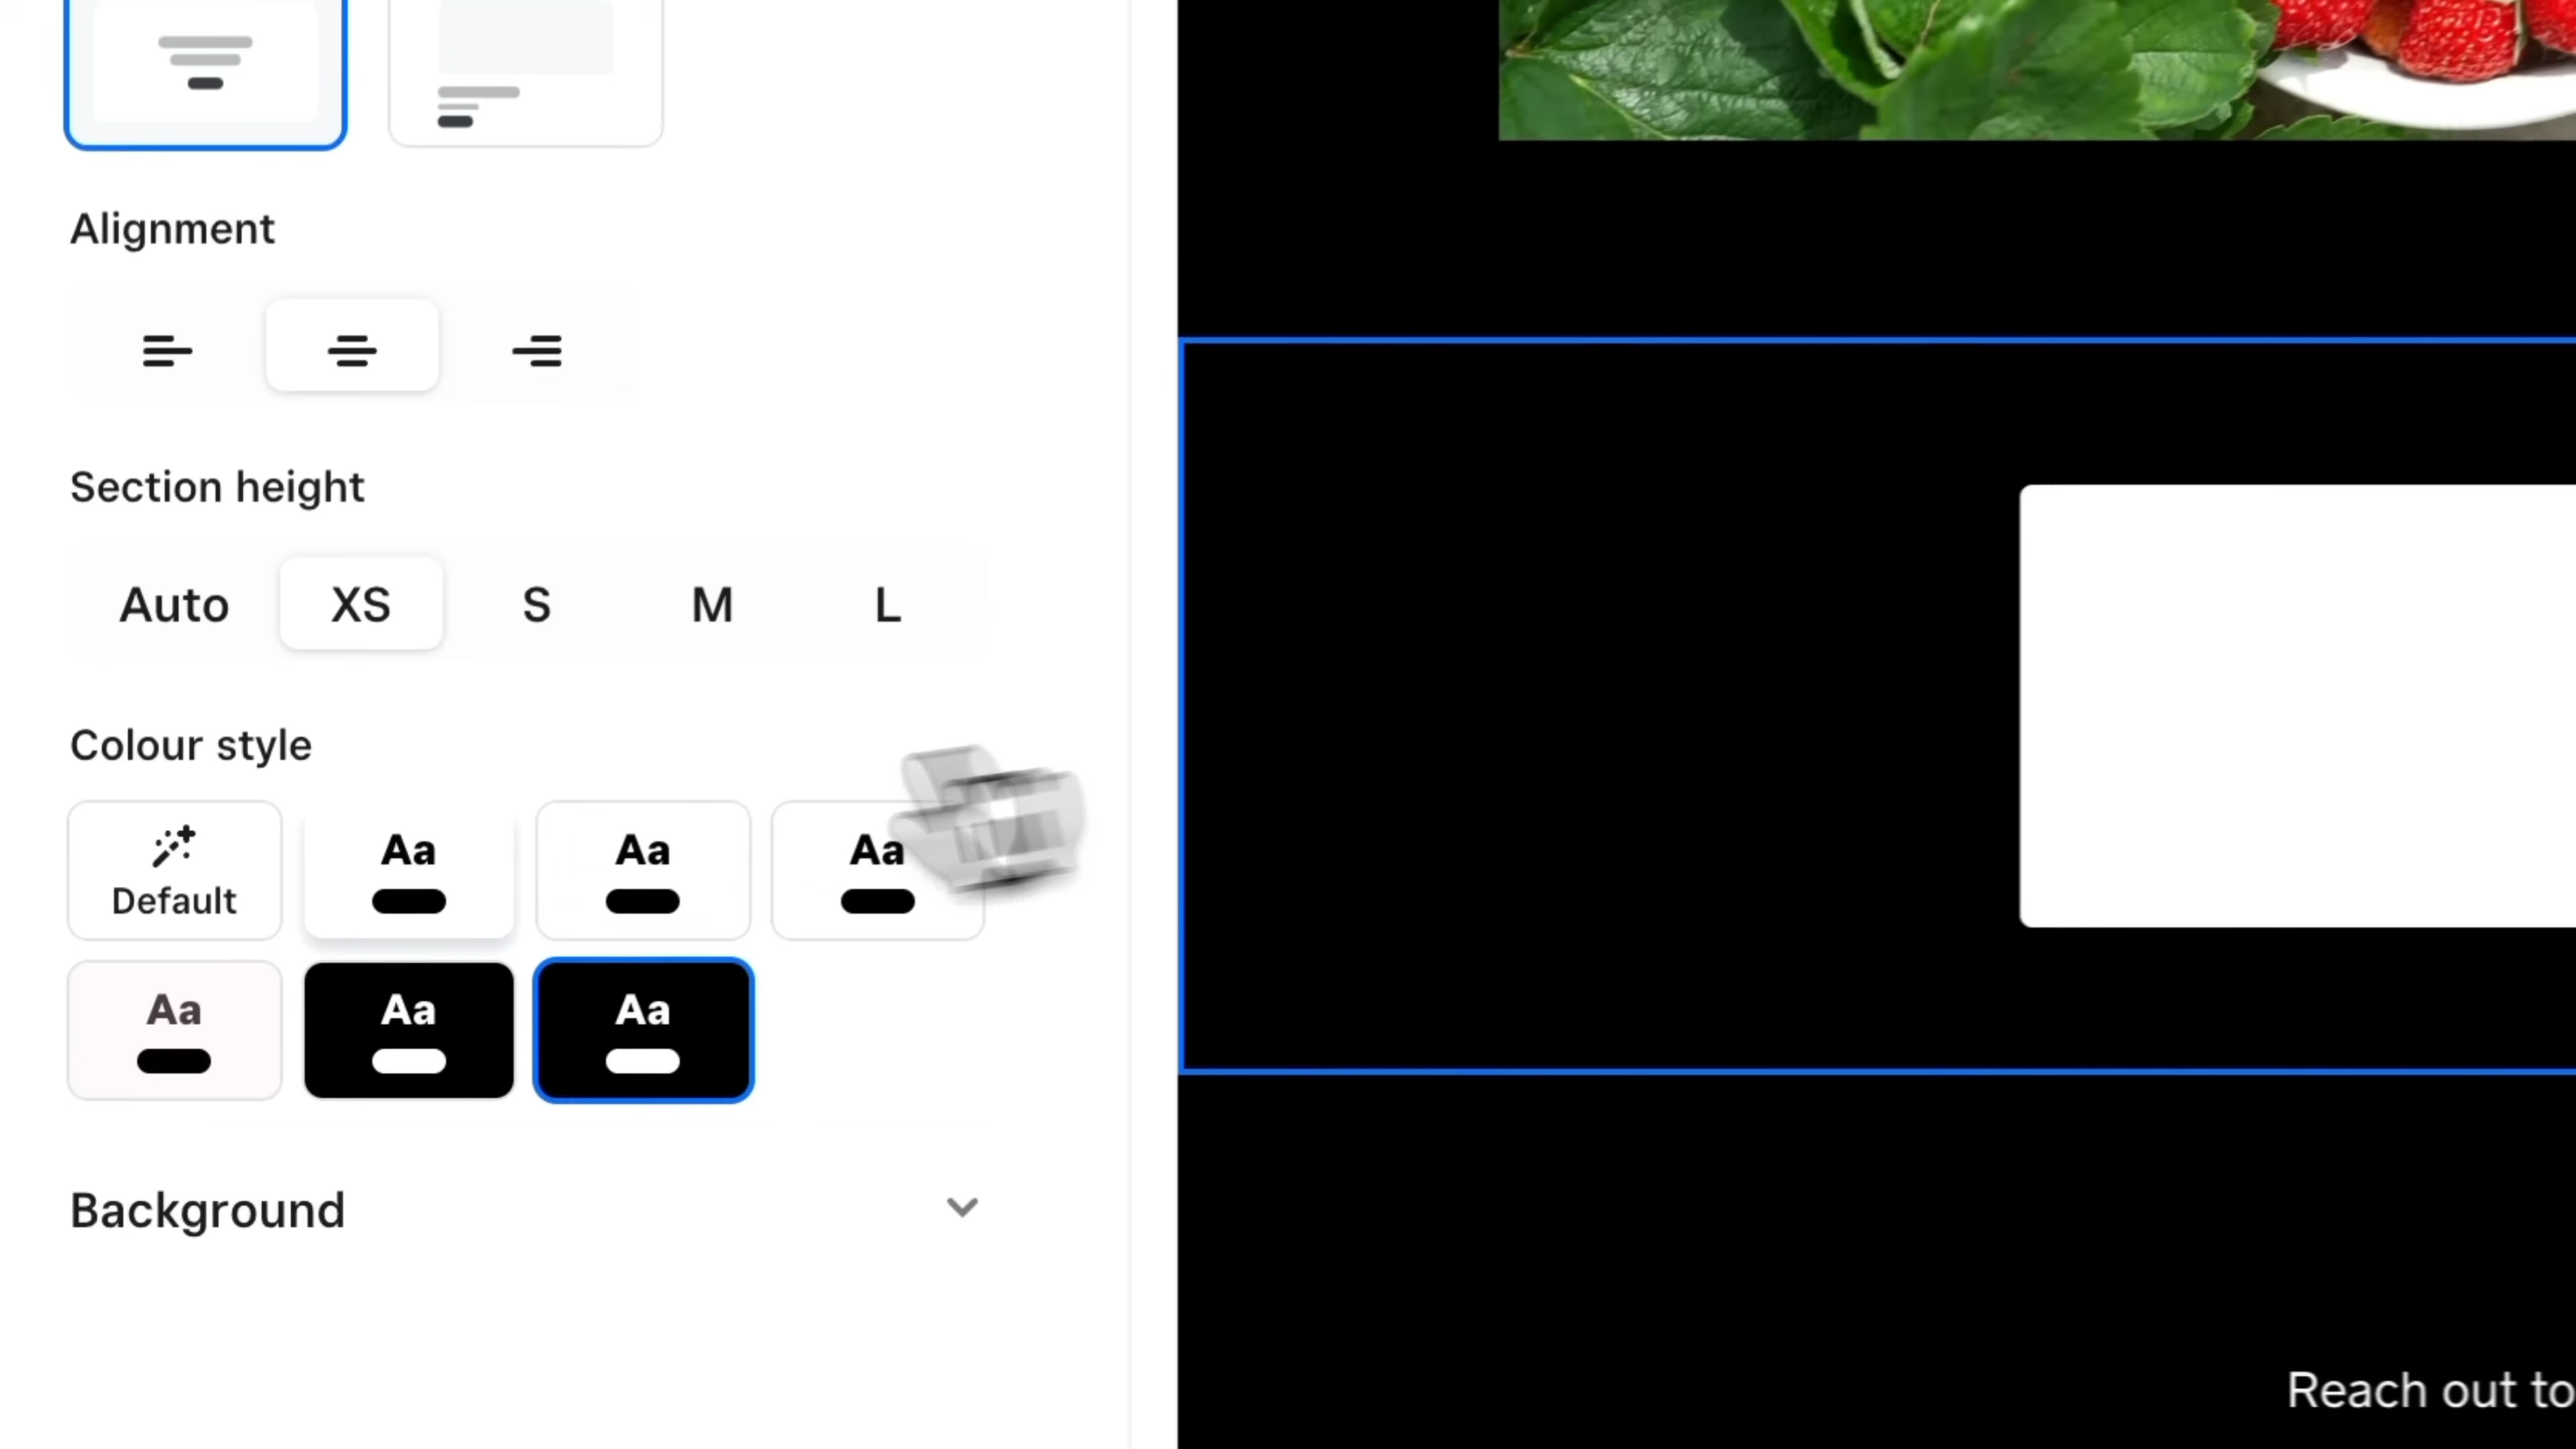 Alignment
Section height
Auto XS S M L
Colour style
Aa Aa Aa
Default
Aa Aa Aa
Background
Reach out to